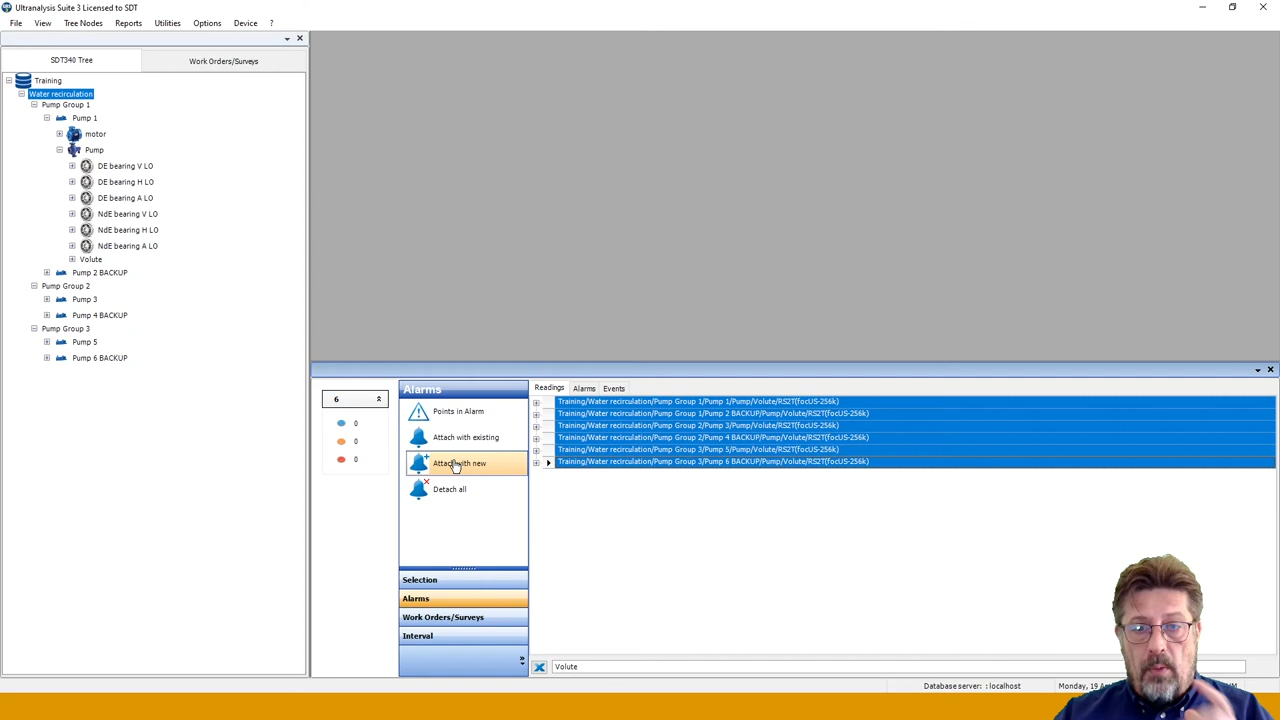 Ultranalysis Suite 3 Licensed to SDT
File View Tree Nodes Reports Utilities Options Device ?
SDT340 Tree
Work Orders/Surveys
Training
Water recirculation
Pump Group 1
Pump 1
motor
Pump
DE bearing V LO
DE bearing H LO
DE bearing A LO
NdE bearing V LO
NdE bearing H LO
NdE bearing A LO
Volute
Pump 2 BACKUP
Pump Group 2
Pump 3
Pump 4 BACKUP
Pump Group 3
Pump 5
Pump 6 BACKUP
6
0
0
0
Alarms
Points in Alarm
Attach with existing
Attach with new
Detach all
Selection
Alarms
Work Orders/Surveys
Interval
Readings Alarms Events
Training/Water recirculation/Pump Group 1/Pump 1/Pump/Volute/RS2T(focUS-256k)
Training/Water recirculation/Pump Group 1/Pump 2 BACKUP/Pump/Volute/RS2T(focUS-256k)
Training/Water recirculation/Pump Group 2/Pump 3/Pump/Volute/RS2T(focUS-256k)
Training/Water recirculation/Pump Group 2/Pump 4 BACKUP/Pump/Volute/RS2T(focUS-256k)
Training/Water recirculation/Pump Group 3/Pump 5/Pump/Volute/RS2T(focUS-256k)
Training/Water recirculation/Pump Group 3/Pump 6 BACKUP/Pump/Volute/RS2T(focUS-256k)
Volute
Database server: : localhost
Monday, 19